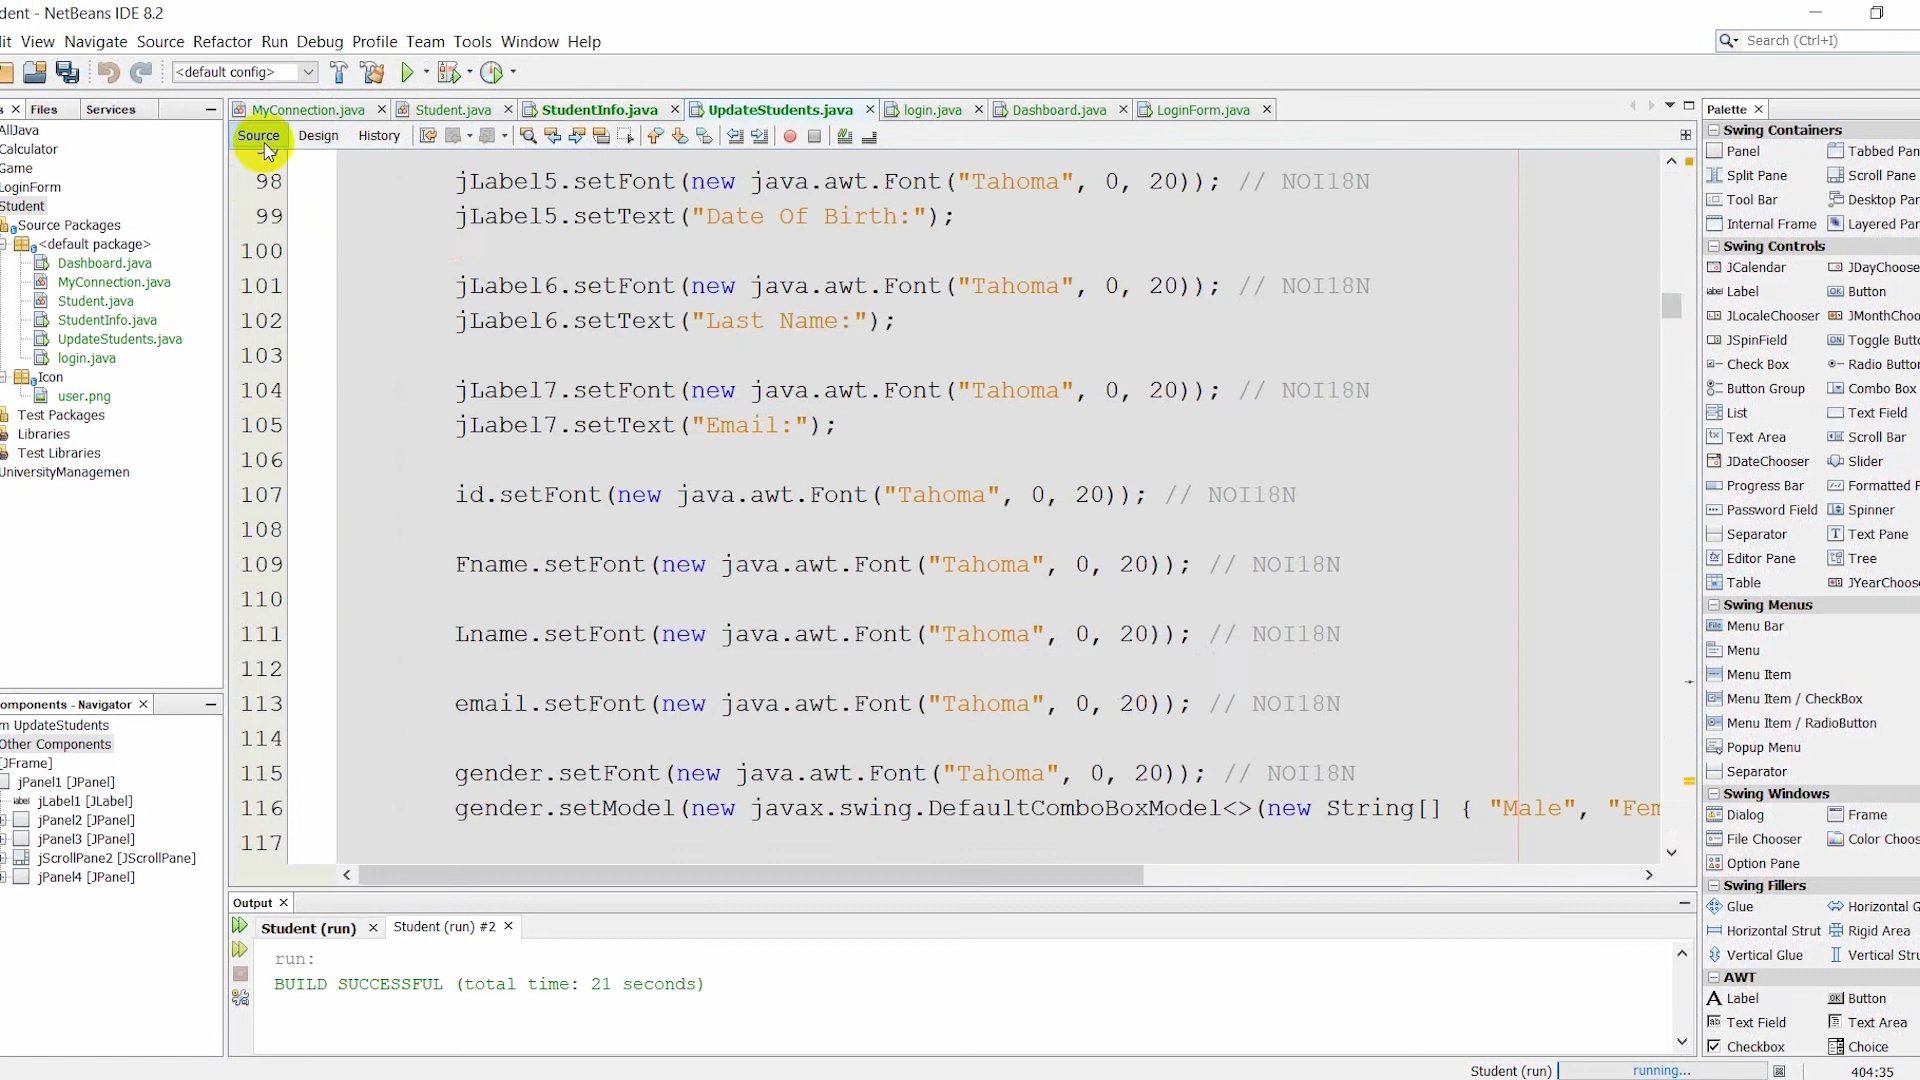 dent - NetBeans IDE 8.2
it View Navigate Source Refactor Run Debug Profile Team Tools Window Help
Search (Ctrl+I)
<default config>
s Files Services
MyConnection.java Student.java StudentInfo.java UpdateStudents.java login.java Dashboard.java LoginForm.java
Palette
Source Design History
AllJava
Calculator
Game
LoginForm
Student
Source Packages
<default package>
Dashboard.java
MyConnection.java
Student.java
StudentInfo.java
UpdateStudents.java
login.java
Icon
user.png
Test Packages
Libraries
Test Libraries
UniversityManagemen
omponents - Navigator
m UpdateStudents
Other Components
[JFrame]
jPanel1 [JPanel]
jLabel1 [JLabel]
jPanel2 [JPanel]
jPanel3 [JPanel]
jScrollPane2 [JScrollPane]
jPanel4 [JPanel]
98 jLabel5.setFont(new java.awt.Font("Tahoma", 0, 20)); // NOI18N
99 jLabel5.setText("Date Of Birth:");
100
101 jLabel6.setFont(new java.awt.Font("Tahoma", 0, 20)); // NOI18N
102 jLabel6.setText("Last Name:");
103
104 jLabel7.setFont(new java.awt.Font("Tahoma", 0, 20)); // NOI18N
105 jLabel7.setText("Email:");
106
107 id.setFont(new java.awt.Font("Tahoma", 0, 20)); // NOI18N
108
109 Fname.setFont(new java.awt.Font("Tahoma", 0, 20)); // NOI18N
110
111 Lname.setFont(new java.awt.Font("Tahoma", 0, 20)); // NOI18N
112
113 email.setFont(new java.awt.Font("Tahoma", 0, 20)); // NOI18N
114
115 gender.setFont(new java.awt.Font("Tahoma", 0, 20)); // NOI18N
116 gender.setModel(new javax.swing.DefaultComboBoxModel<>(new String[] { "Male", "Fem
117
Output
Student (run) Student (run) #2
run:
BUILD SUCCESSFUL (total time: 21 seconds)
Swing Containers
Panel Tabbed Pan
Split Pane Scroll Pane
Tool Bar Desktop Pan
Internal Frame Layered Pan
Swing Controls
JCalendar JDayChoose
Label Button
JLocaleChooser JMonthChoo
JSpinField Toggle Butto
Check Box Radio Button
Button Group Combo Box
List Text Field
Text Area Scroll Bar
JDateChooser Slider
Progress Bar Formatted F
Password Field Spinner
Separator Text Pane
Editor Pane Tree
Table JYearChoose
Swing Menus
Menu Bar
Menu
Menu Item
Menu Item / CheckBox
Menu Item / RadioButton
Popup Menu
Separator
Swing Windows
Dialog Frame
File Chooser Color Choos
Option Pane
Swing Fillers
Glue Horizontal G
Horizontal Strut Rigid Area
Vertical Glue Vertical Stru
AWT
Label Button
Text Field Text Area
Checkbox Choice
Student (run) running... 404:35